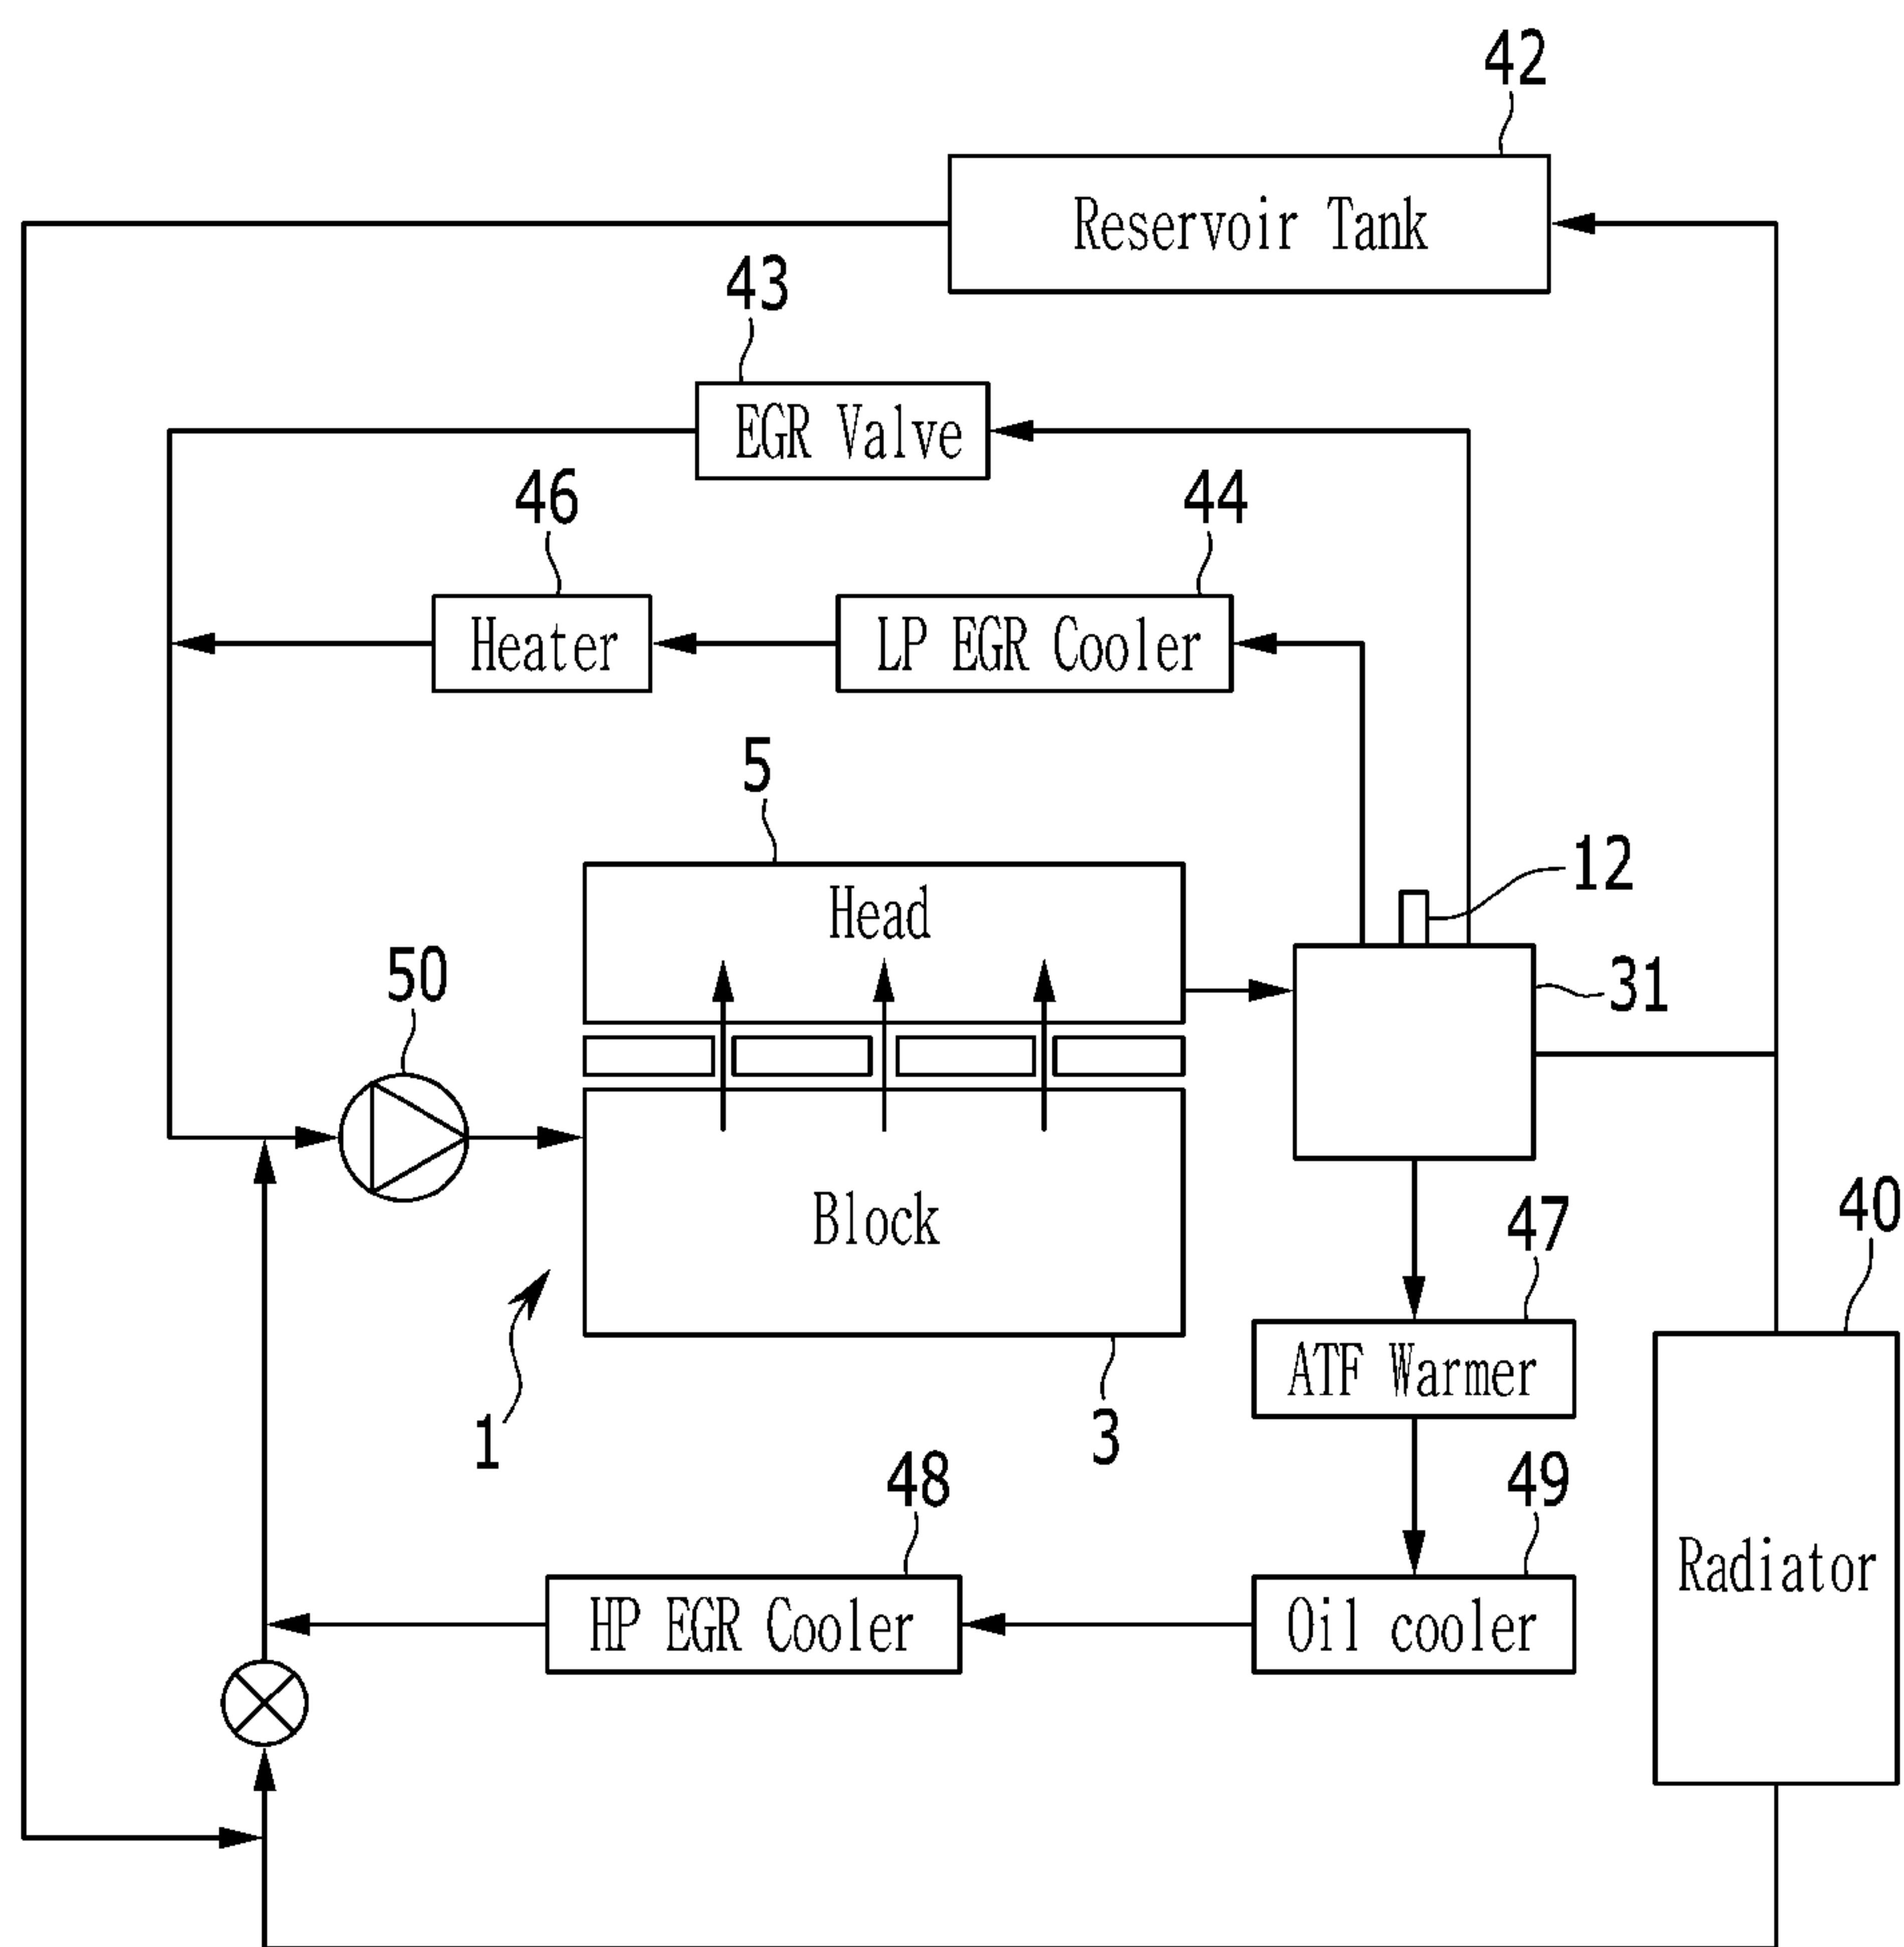 42
Reservoir Tank
43
EGR Valve
46
44
Heater
LP EGR Cooler
5
12
Head
50
31
40
47
Block
ATF Warmer
1
3
48
49
Radiator
HP EGR Cooler
Oil cooler